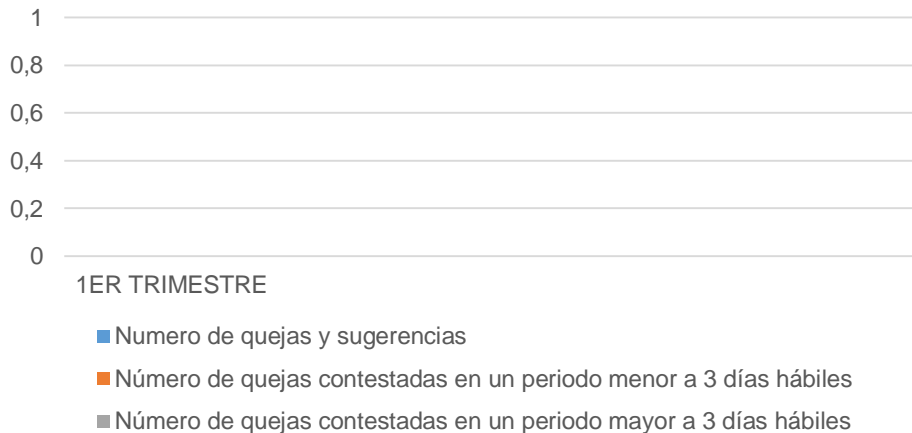 1
0,8
0,6
0,4
0,2
0
1ER TRIMESTRE
Numero de quejas y sugerencias
Número de quejas contestadas en un periodo menor a 3 días hábiles
Número de quejas contestadas en un periodo mayor a 3 días hábiles